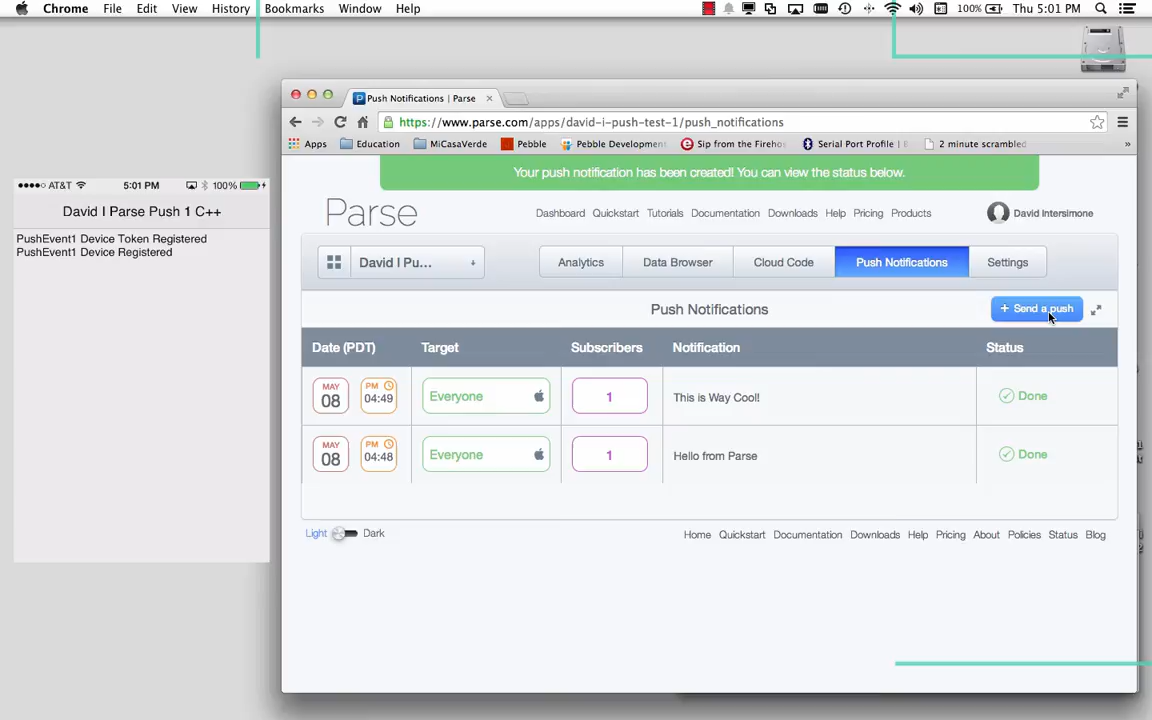 Chrome File Edit View History Bookmarks Window Help 100% Thu 5:01 PM
Push Notifications | Parse
https://www.parse.com/apps/david-i-push-test-1/push_notifications
Apps Education MiCasaVerde Pebble Pebble Developmen Sip from the Firehos Serial Port Profile | 2 minute scrambled »
AT&T 5:01 PM 100%
David I Parse Push 1 C++
PushEvent1 Device Token Registered
PushEvent1 Device Registered
Your push notification has been created! You can view the status below.
Parse Dashboard Quickstart Tutorials Documentation Downloads Help Pricing Products David Intersimone
David I Pu... Analytics Data Browser Cloud Code Push Notifications Settings
Push Notifications + Send a push
Date (PDT) Target Subscribers Notification Status
MAY 08 PM 04:49 Everyone 1 This is Way Cool! Done
MAY 08 PM 04:48 Everyone 1 Hello from Parse Done
Light Dark Home Quickstart Documentation Downloads Help Pricing About Policies Status Blog